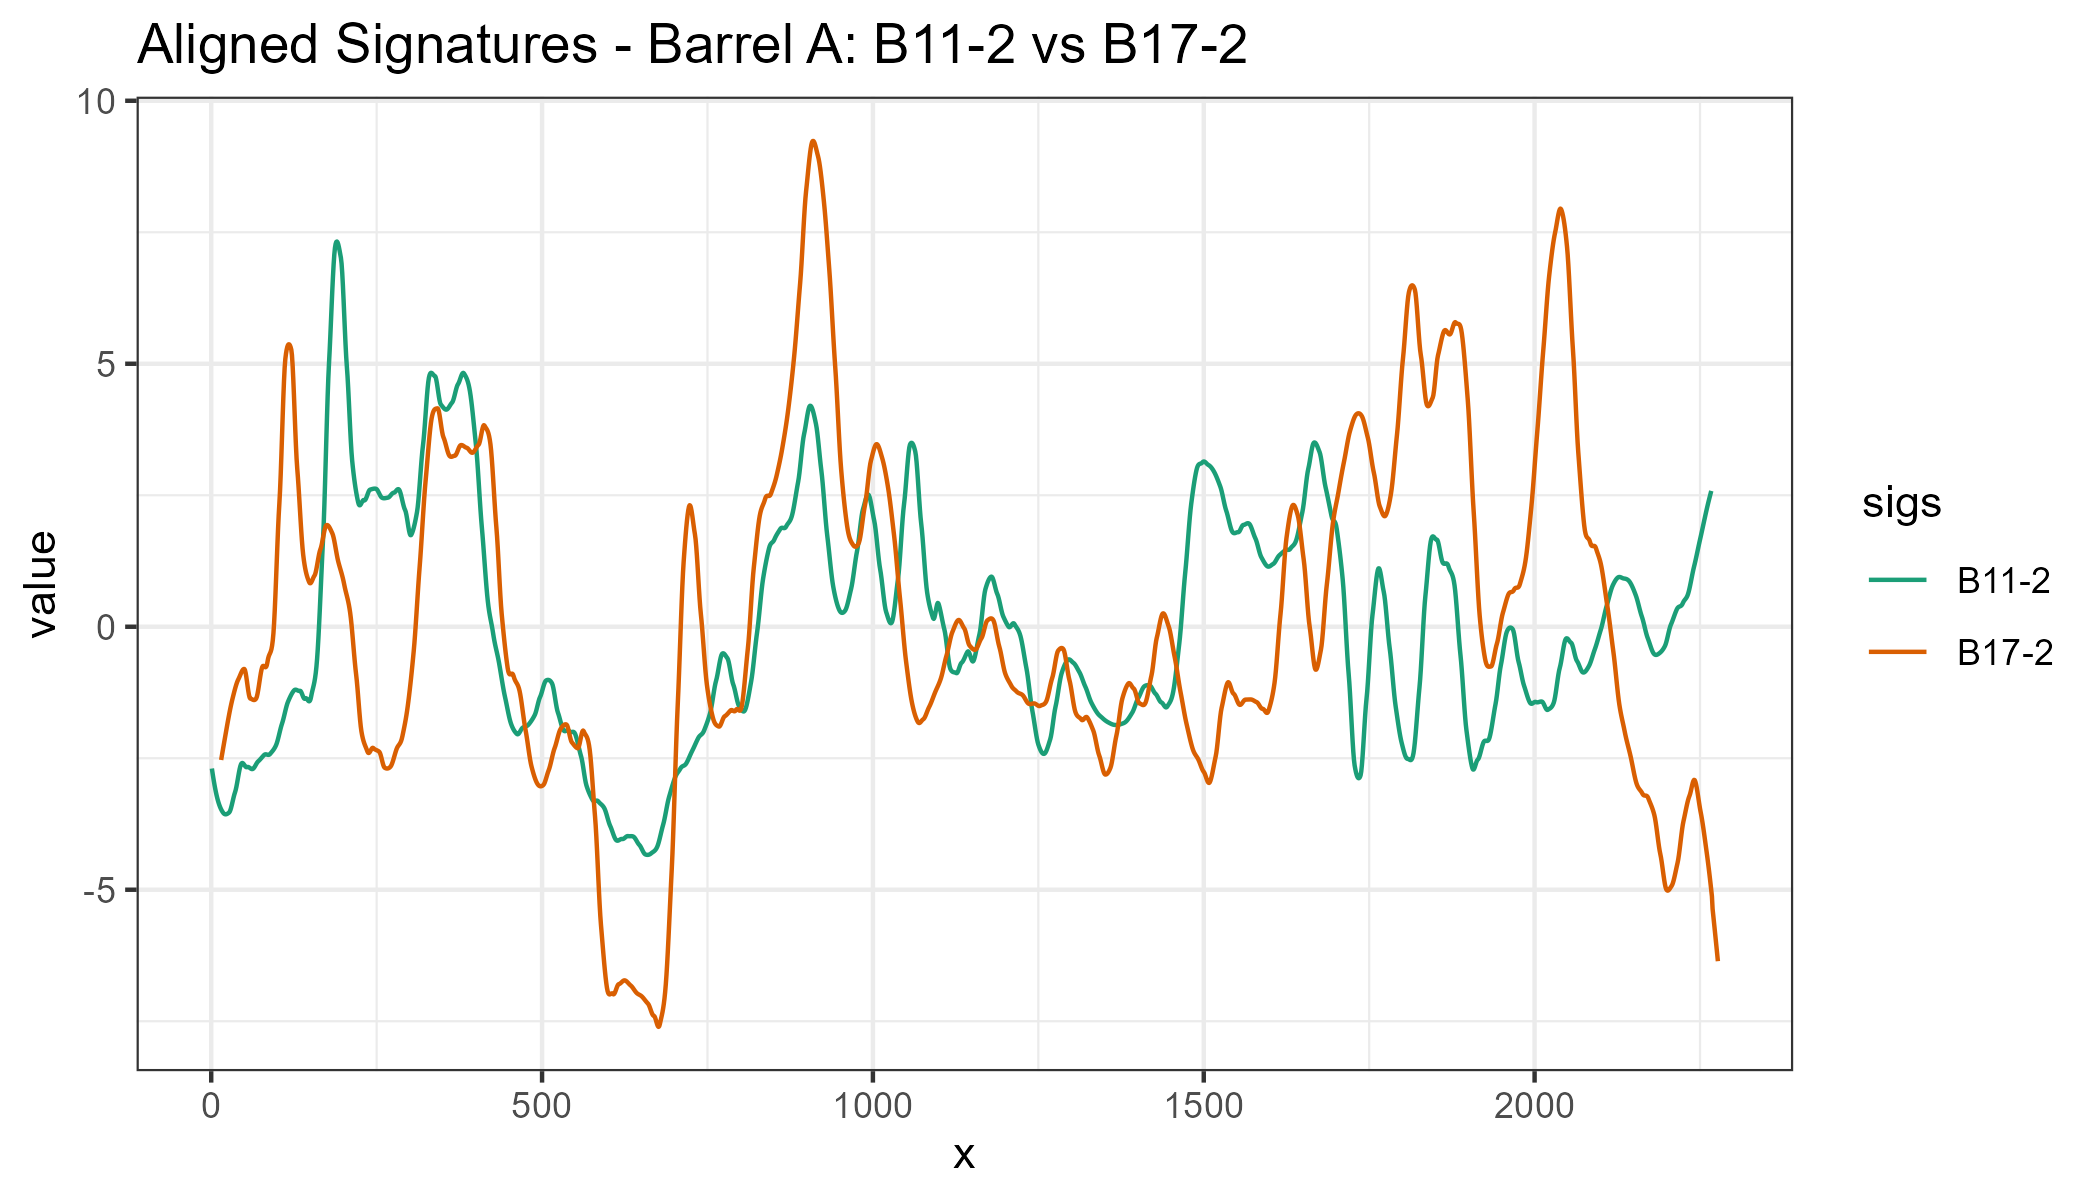 Aligned Signatures - Barrel A: B11-2 vs B17-2
10
5
0
-5
value
0 500 1000 1500 2000
x
sigs
B11-2
B17-2